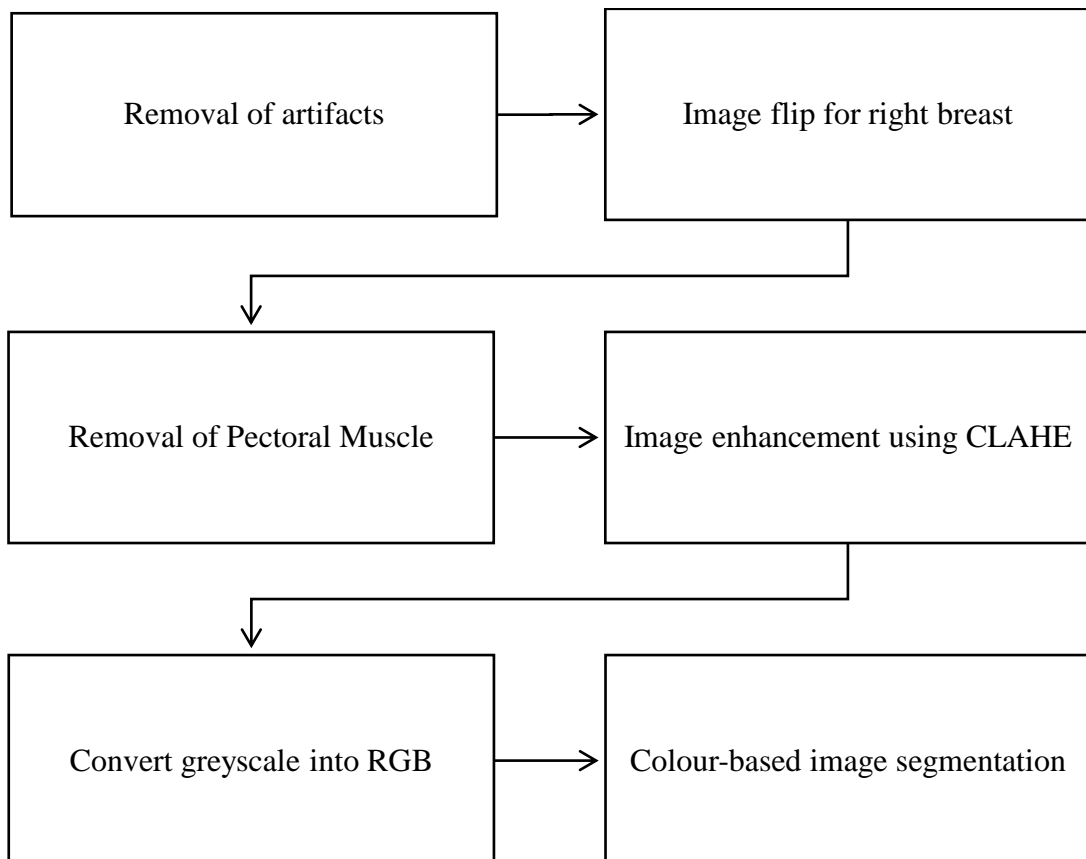 Removal of artifacts
Image flip for right breast
Removal of Pectoral Muscle
Image enhancement using CLAHE
Convert greyscale into RGB
Colour-based image segmentation